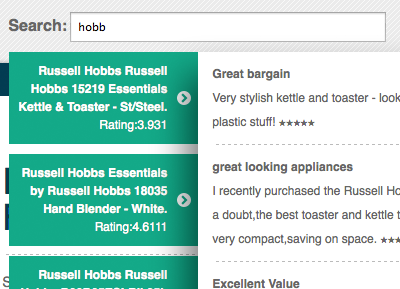 Search: hobb
Russell Hobbs Russell
Hobbs 15219 Essentials
Kettle & Toaster - St/Steel.
Rating:3.931
Great bargain
Very stylish kettle and toaster - look
plastic stuff! ★★★★★
Russell Hobbs Essentials
by Russell Hobbs 18035
Hand Blender - White.
Rating:4.6111
great looking appliances
I recently purchased the Russell Ho
a doubt,the best toaster and kettle t
very compact,saving on space. ★★★
Russell Hobbs Russell
Excellent Value